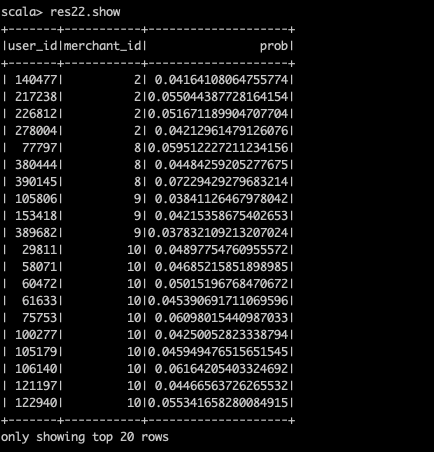 scala> res22.show
+-------+-----------+--------------------+
|user_id|merchant_id|                prob|
+-------+-----------+--------------------+
| 140477|          2| 0.04164108064755774|
| 217238|          2|0.055044387728164154|
| 226812|          2|0.051671189904707704|
| 278004|          2| 0.04212961479126076|
|  77797|          8|0.059512227211234156|
| 380444|          8| 0.04484259205277675|
| 390145|          8| 0.07229429279683214|
| 105806|          9| 0.03841126467978042|
| 153418|          9| 0.04215358675402653|
| 389682|          9|0.037832109213207024|
|  29811|         10| 0.04897754760955572|
|  58071|         10| 0.04685215851898985|
|  60472|         10| 0.05015196768470672|
|  61633|         10|0.045390691711069596|
|  75753|         10| 0.06098015440987033|
| 100277|         10| 0.04250052823338794|
| 105179|         10|0.045949476515651545|
| 106140|         10| 0.06164205403324692|
| 121197|         10| 0.04466563726265532|
| 122940|         10|0.055341658280084915|
+-------+-----------+--------------------+
only showing top 20 rows